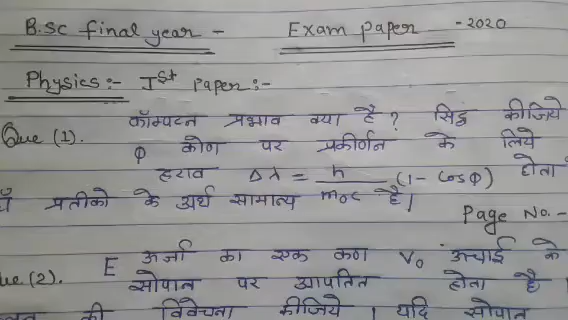 B.Sc final year - Exam paper - 2020
Physics:- Ist paper:-
Que (1). कॉम्पटन प्रभाव क्या है? सिद्ध कीजिये
φ कोण पर प्रकीर्णन के लिये
हराव Δλ = h/m₀c (1 - cosφ) होता
प्रतीको के अर्थ सामान्य है।
Page No.-
ue (2). E ऊर्जा का एक कण V₀ ऊंचाई के
सोपान पर आपतित होता है।
की विवेचना कीजिये। यदि सोपान